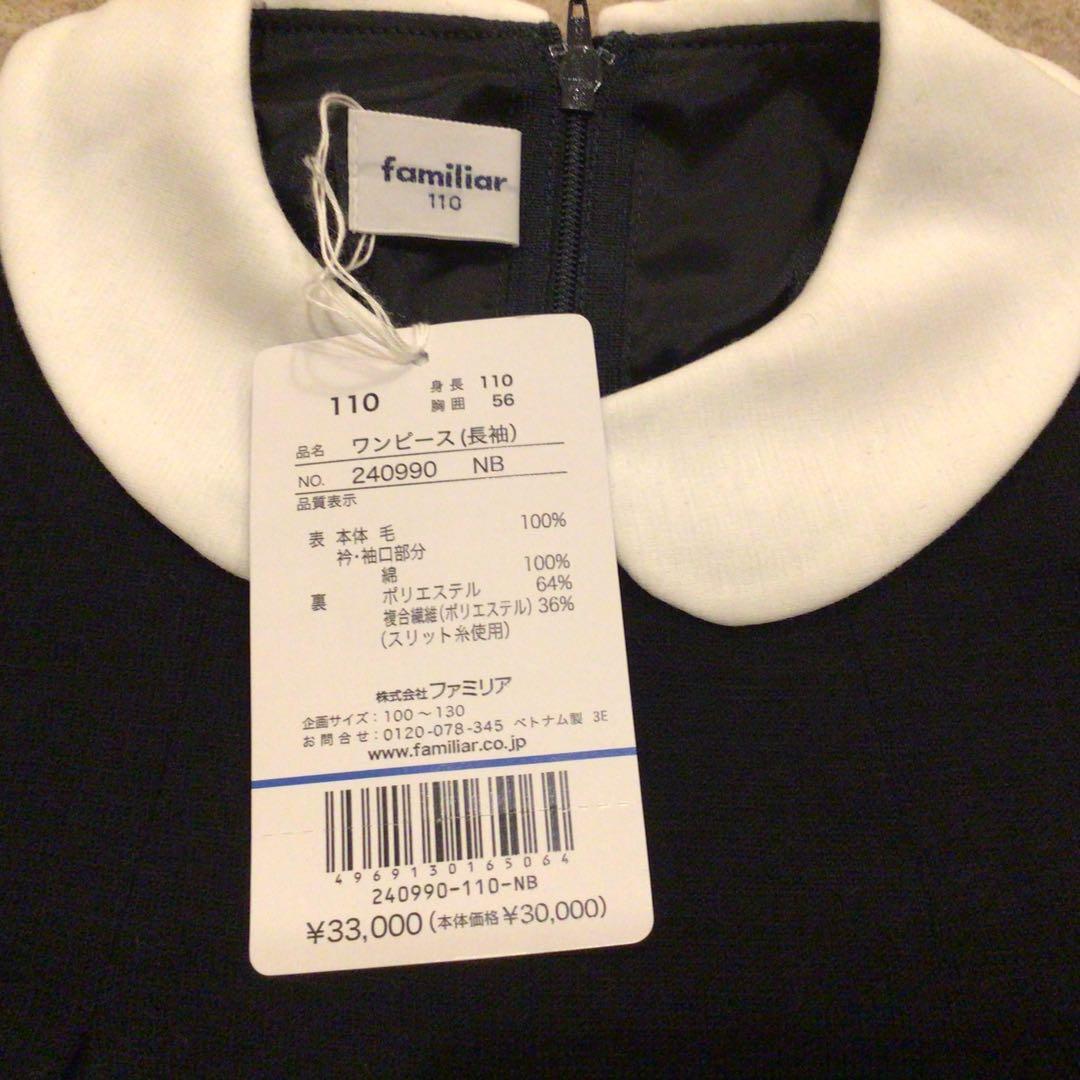 familiar
110
110 身長 110
胸囲 56
品名 ワンピース(長袖)
NO. 240990 NB
品質表示
表 本体 毛 100%
衿・袖口部分
綿 100%
裏 ポリエステル 64%
複合繊維(ポリエステル) 36%
(スリット糸使用)
株式会社ファミリア
企画サイズ:100~130
お問合せ:0120-078-345 ベトナム製 3E
www.familiar.co.jp
4969130165064
240990-110-NB
¥33,000(本体価格¥30,000)